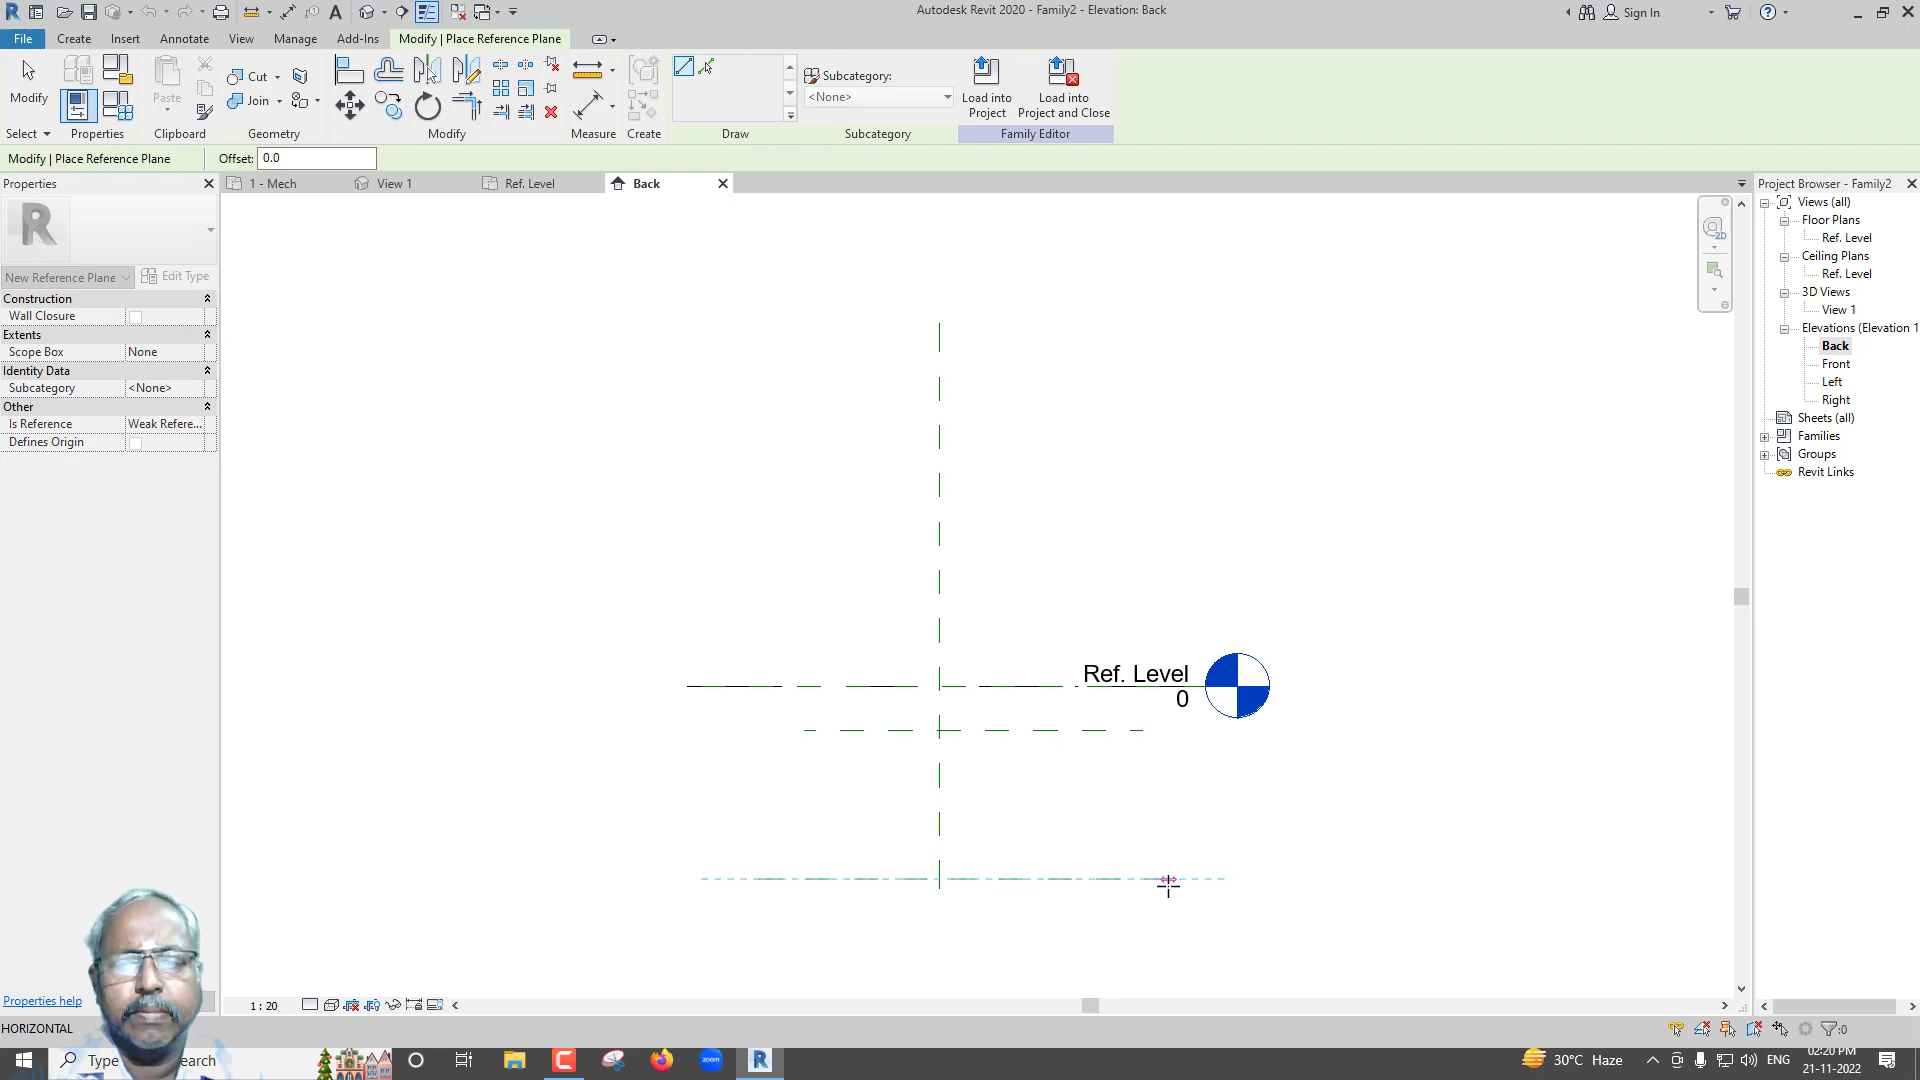 Autodesk Revit 2020 - Family2 - Elevation: Back
Sign In
File Create Insert Annotate View Manage Add-Ins Modify | Place Reference Plane
Modify
Select
Properties
Paste
Clipboard
Cut
Join
Geometry
Modify
Measure
Create
Draw
Subcategory:
<None>
Subcategory
Load into
Project
Load into
Project and Close
Family Editor
Modify | Place Reference Plane
Offset: 0.0
Properties
1 - Mech
View 1
Ref. Level
Back
Project Browser - Family2
New Reference Plane
Edit Type
Construction
Wall Closure
Extents
Scope Box None
Identity Data
Subcategory <None>
Other
Is Reference Weak Refere...
Defines Origin
Ref. Level
0
2D
Views (all)
Floor Plans
Ref. Level
Ceiling Plans
Ref. Level
3D Views
View 1
Elevations (Elevation 1
Back
Front
Left
Right
Sheets (all)
Families
Groups
Revit Links
Properties help
1 : 20
HORIZONTAL
:0
Type
earch
zoom
30°C Haze
ENG
02:20 PM
21-11-2022